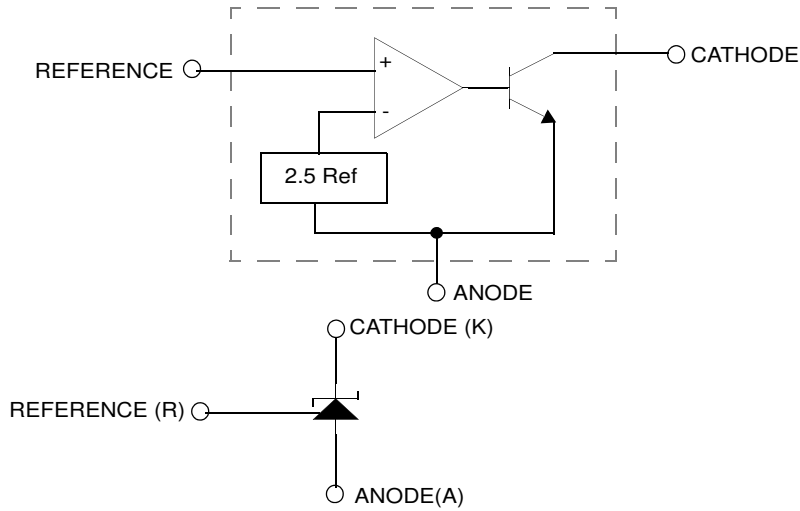 REFERENCE
+
CATHODE
-
2.5 Ref
ANODE
CATHODE (K)
REFERENCE (R)
ANODE(A)